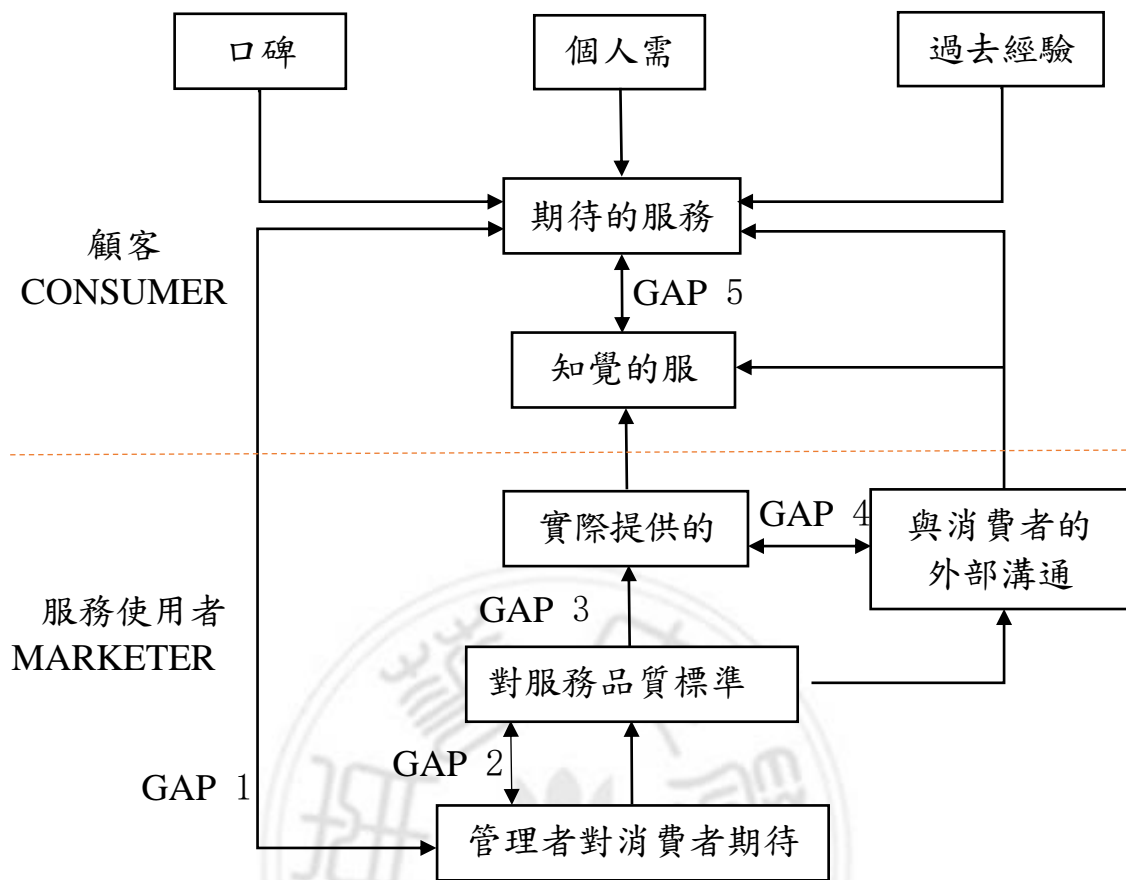 口碑
個人需
過去經驗
期待的服務
顧客
CONSUMER
GAP 5
知覺的服
實際提供的
GAP 4
與消費者的
外部溝通
GAP 3
服務使用者
MARKETER
對服務品質標準
GAP 2
GAP 1
管理者對消費者期待